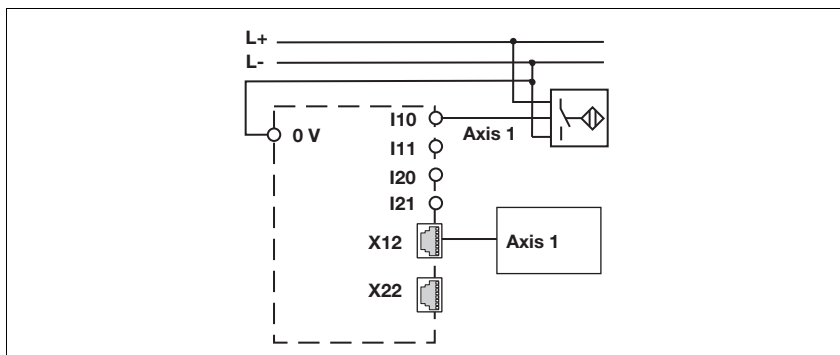 L+
L-
0 V
I10
Axis 1
I11
I20
I21
X12
Axis 1
X22